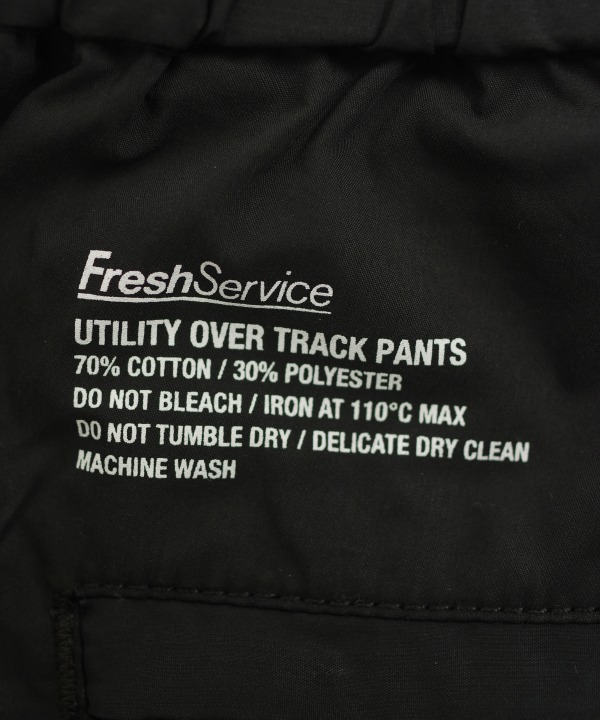 FreshService
UTILITY OVER TRACK PANTS
70% COTTON / 30% POLYESTER
DO NOT BLEACH / IRON AT 110°C MAX
DO NOT TUMBLE DRY / DELICATE DRY CLEAN
MACHINE WASH